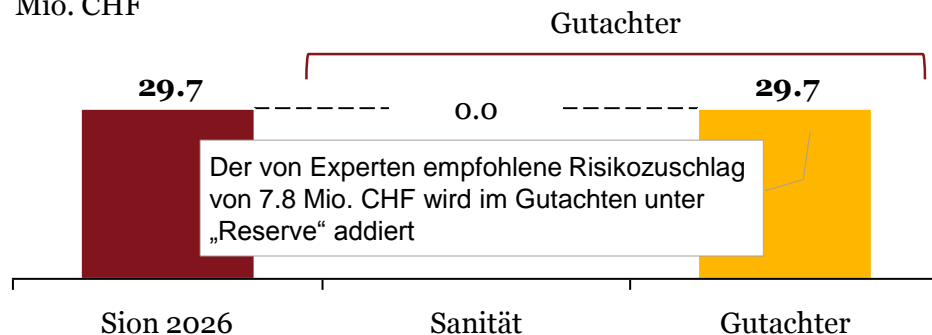 Mio. CHF
Gutachter
29.7
0.0
29.7
Der von Experten empfohlene Risikozuschlag
von 7.8 Mio. CHF wird im Gutachten unter
„Reserve“ addiert
Sion 2026
Sanität
Gutachter